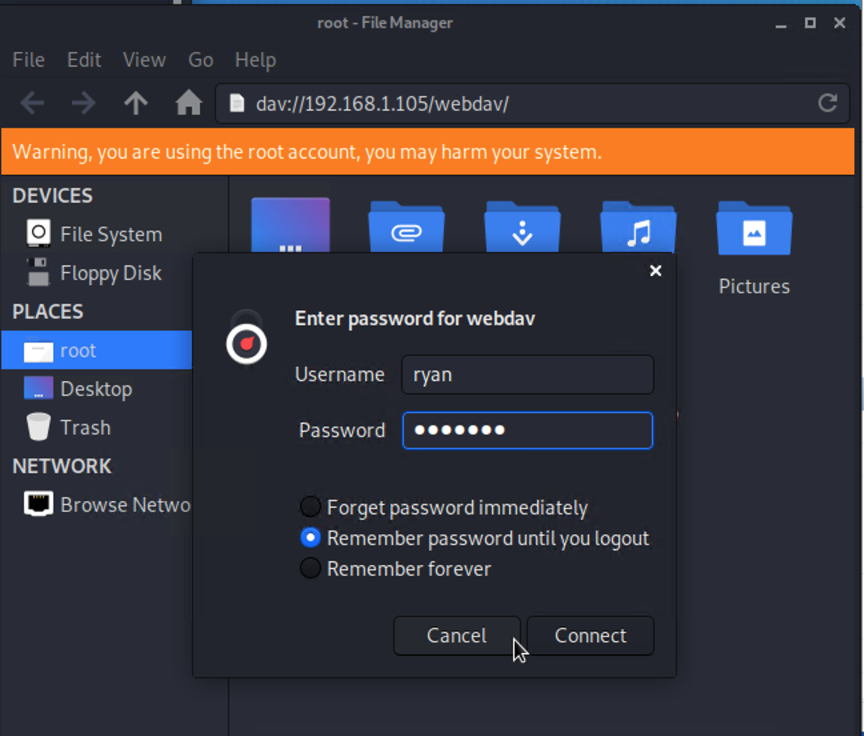 root - File Manager
File Edit View Go Help
dav://192.168.1.105/webdav/
Warning, you are using the root account, you may harm your system.
DEVICES
File System
Floppy Disk
PLACES
root
Desktop
Trash
NETWORK
Browse Netwo
Pictures
Enter password for webdav
Username ryan
Password •••••••
Forget password immediately
Remember password until you logout
Remember forever
Cancel Connect